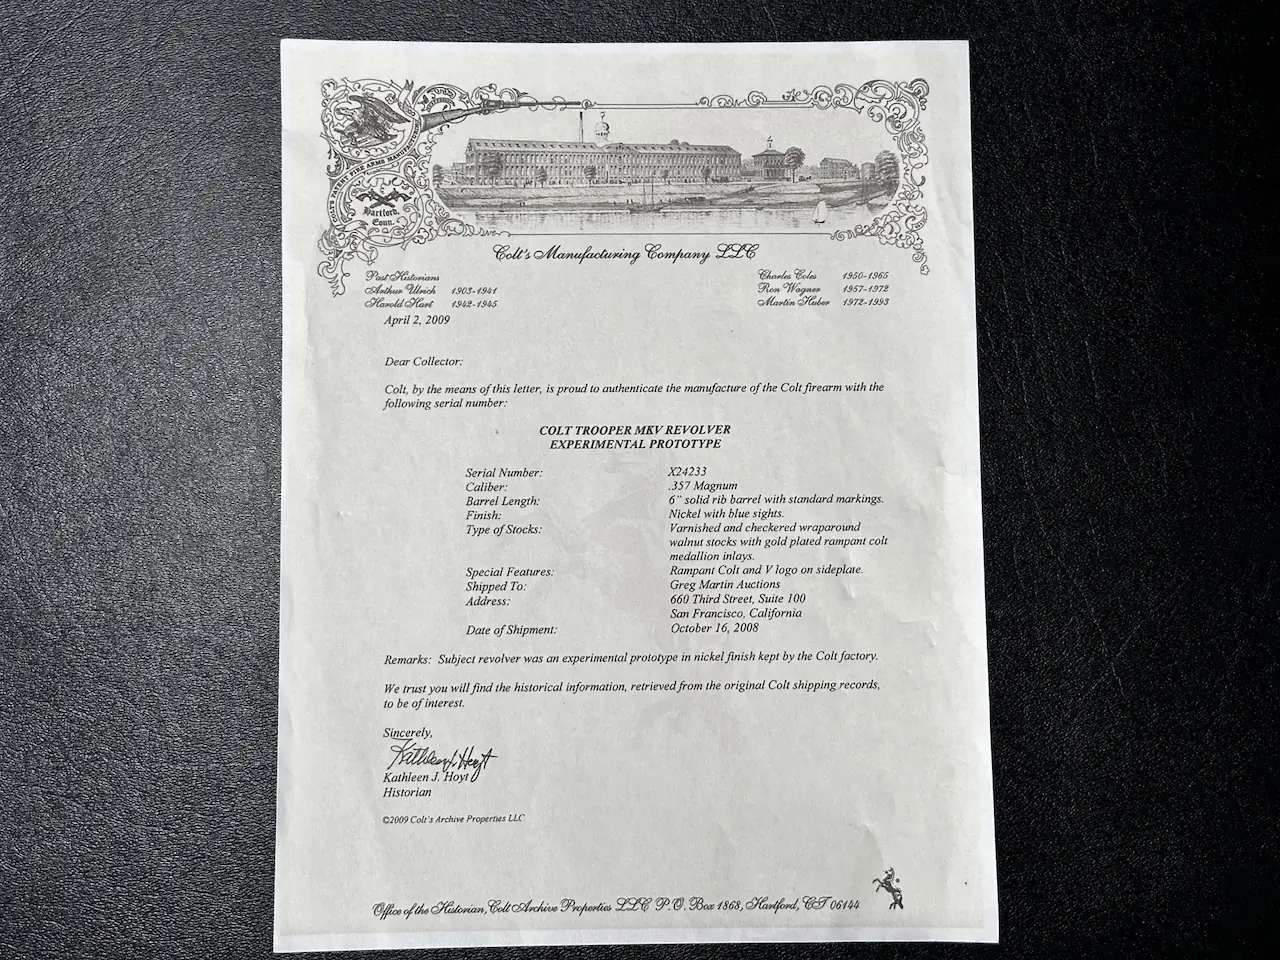 COLT'S PATENT FIRE ARMS MANUFACTURING
Hartford,
Conn.
Colt's Manufacturing Company LLC
Past Historians
Arthur Ulrich 1903-1941
Harold Hart 1942-1945
Charles Coles 1950-1965
Ron Wagner 1957-1972
Martin Huber 1972-1993
April 2, 2009
Dear Collector:
Colt, by the means of this letter, is proud to authenticate the manufacture of the Colt firearm with the
following serial number:
COLT TROOPER MKV REVOLVER
EXPERIMENTAL PROTOTYPE
Serial Number: X24233
Caliber: .357 Magnum
Barrel Length: 6" solid rib barrel with standard markings.
Finish: Nickel with blue sights.
Type of Stocks: Varnished and checkered wraparound
walnut stocks with gold plated rampant colt
medallion inlays.
Special Features: Rampant Colt and V logo on sideplate.
Shipped To: Greg Martin Auctions
Address: 660 Third Street, Suite 100
San Francisco, California
Date of Shipment: October 16, 2008
Remarks: Subject revolver was an experimental prototype in nickel finish kept by the Colt factory.
We trust you will find the historical information, retrieved from the original Colt shipping records,
to be of interest.
Sincerely,
Kathleen J. Hoyt
Kathleen J. Hoyt
Historian
©2009 Colt's Archive Properties LLC
Office of the Historian, Colt Archive Properties LLC P.O. Box 1868, Hartford, CT 06144